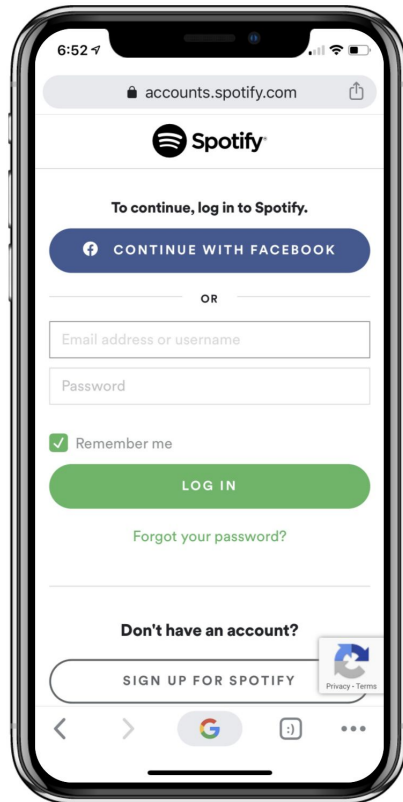 6:52
accounts.spotify.com
Spotify
To continue, log in to Spotify.
CONTINUE WITH FACEBOOK
OR
Email address or username
Password
Remember me
LOG IN
Forgot your password?
Don't have an account?
SIGN UP FOR SPOTIFY
Privacy - Terms
G
:)